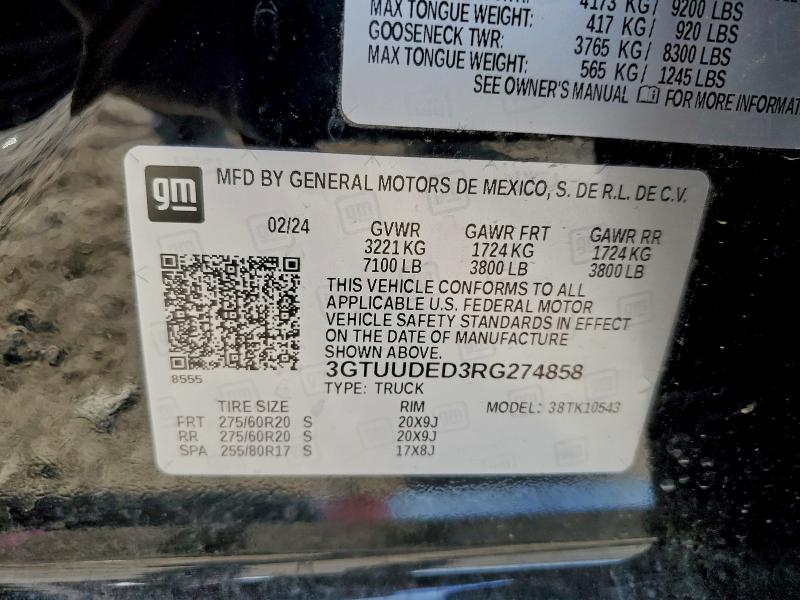 4173 KG/ 9200 LBS
MAX TONGUE WEIGHT: 417 KG/ 920 LBS
GOOSENECK TWR: 3765 KG/ 8300 LBS
MAX TONGUE WEIGHT: 565 KG/ 1245 LBS
SEE OWNER'S MANUAL FOR MORE INFORMAT
gm MFD BY GENERAL MOTORS DE MEXICO, S. DE R.L. DE C.V.
02/24 GVWR GAWR FRT GAWR RR
3221 KG 1724 KG 1724 KG
7100 LB 3800 LB 3800 LB
THIS VEHICLE CONFORMS TO ALL
APPLICABLE U.S. FEDERAL MOTOR
VEHICLE SAFETY STANDARDS IN EFFECT
ON THE DATE OF MANUFACTURE
SHOWN ABOVE.
3GTUUDED3RG274858
8555 TYPE: TRUCK
TIRE SIZE RIM MODEL: 38TK10543
FRT 275/60R20 S 20X9J
RR 275/60R20 S 20X9J
SPA 255/80R17 S 17X8J